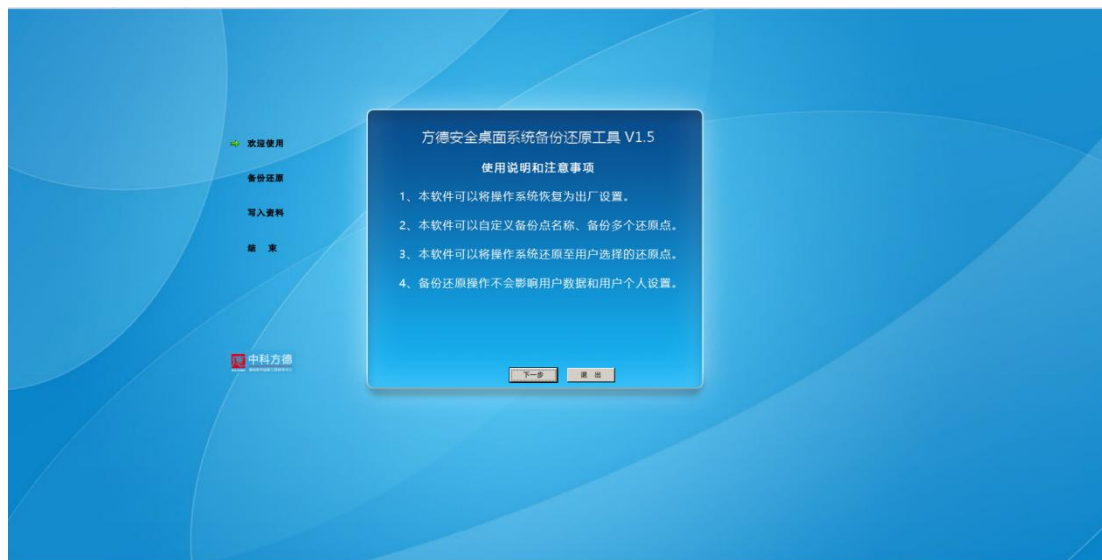 欢迎使用
备份还原
写入资料
结 束
中科方德
方德安全桌面系统备份还原工具 V1.5
使用说明和注意事项
1、本软件可以将操作系统恢复为出厂设置。
2、本软件可以自定义备份点名称、备份多个还原点。
3、本软件可以将操作系统还原至用户选择的还原点。
4、备份还原操作不会影响用户数据和用户个人设置。
下一步
退 出